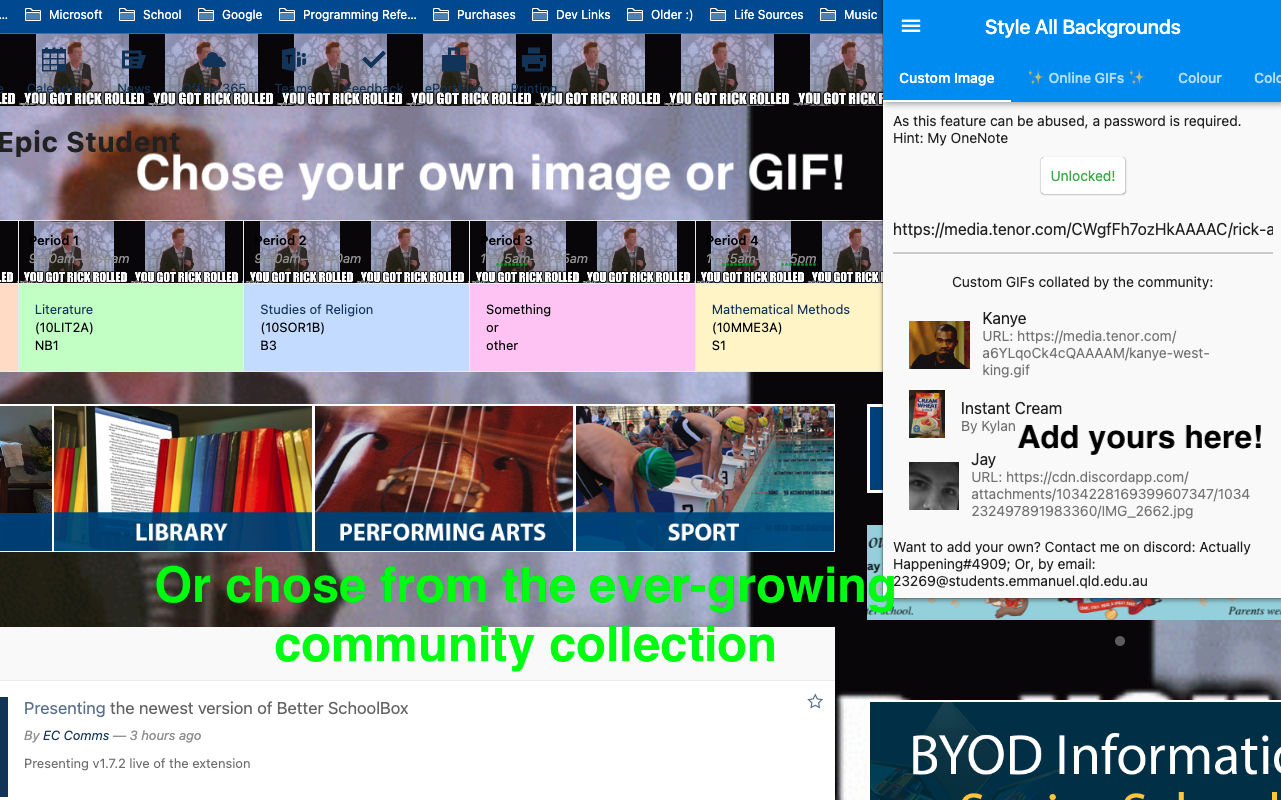 Microsoft
School
Google
Programming Refe...
Purchases
Dev Links
Older :)
Life Sources
Music
Calendar
News
Office 365
Teams
Feedback
Printing
YOU GOT RICK ROLLED
YOU GOT RICK ROLLED
YOU GOT RICK ROLLED
YOU GOT RICK ROLLED
YOU GOT RICK ROLLED
YOU GOT RICK ROLLED
Epic Student
Chose your own image or GIF!
Period 1
Period 2
Period 3
Period 4
YOU GOT RICK ROLLED
YOU GOT RICK ROLLED
YOU GOT RICK ROLLED
YOU GOT RICK ROLLED
YOU GOT RICK ROLLED
YOU GOT RICK ROLLED
YOU GOT RICK ROLLED
Literature
(10LIT2A)
NB1
Studies of Religion
(10SOR1B)
B3
Something
or
other
Mathematical Methods
(10MME3A)
S1
LIBRARY
PERFORMING ARTS
SPORT
Or chose from the ever-growing
community collection
Presenting the newest version of Better SchoolBox
By EC Comms — 3 hours ago
Presenting v1.7.2 live of the extension
Style All Backgrounds
Custom Image
✨ Online GIFs ✨
Colour
As this feature can be abused, a password is required.
Hint: My OneNote
Unlocked!
https://media.tenor.com/CWgfFh7ozHkAAAAC/rick-a
Custom GIFs collated by the community:
Kanye
URL: https://media.tenor.com/
a6YLqoCk4cQAAAAM/kanye-west-
king.gif
Instant Cream
By Kylan
Add yours here!
Jay
URL: https://cdn.discordapp.com/
attachments/1034228169399607347/1034
232497891983360/IMG_2662.jpg
Want to add your own? Contact me on discord: Actually
Happening#4909; Or, by email:
23269@students.emmanuel.qld.edu.au
school.
Parents
BYOD Informatio